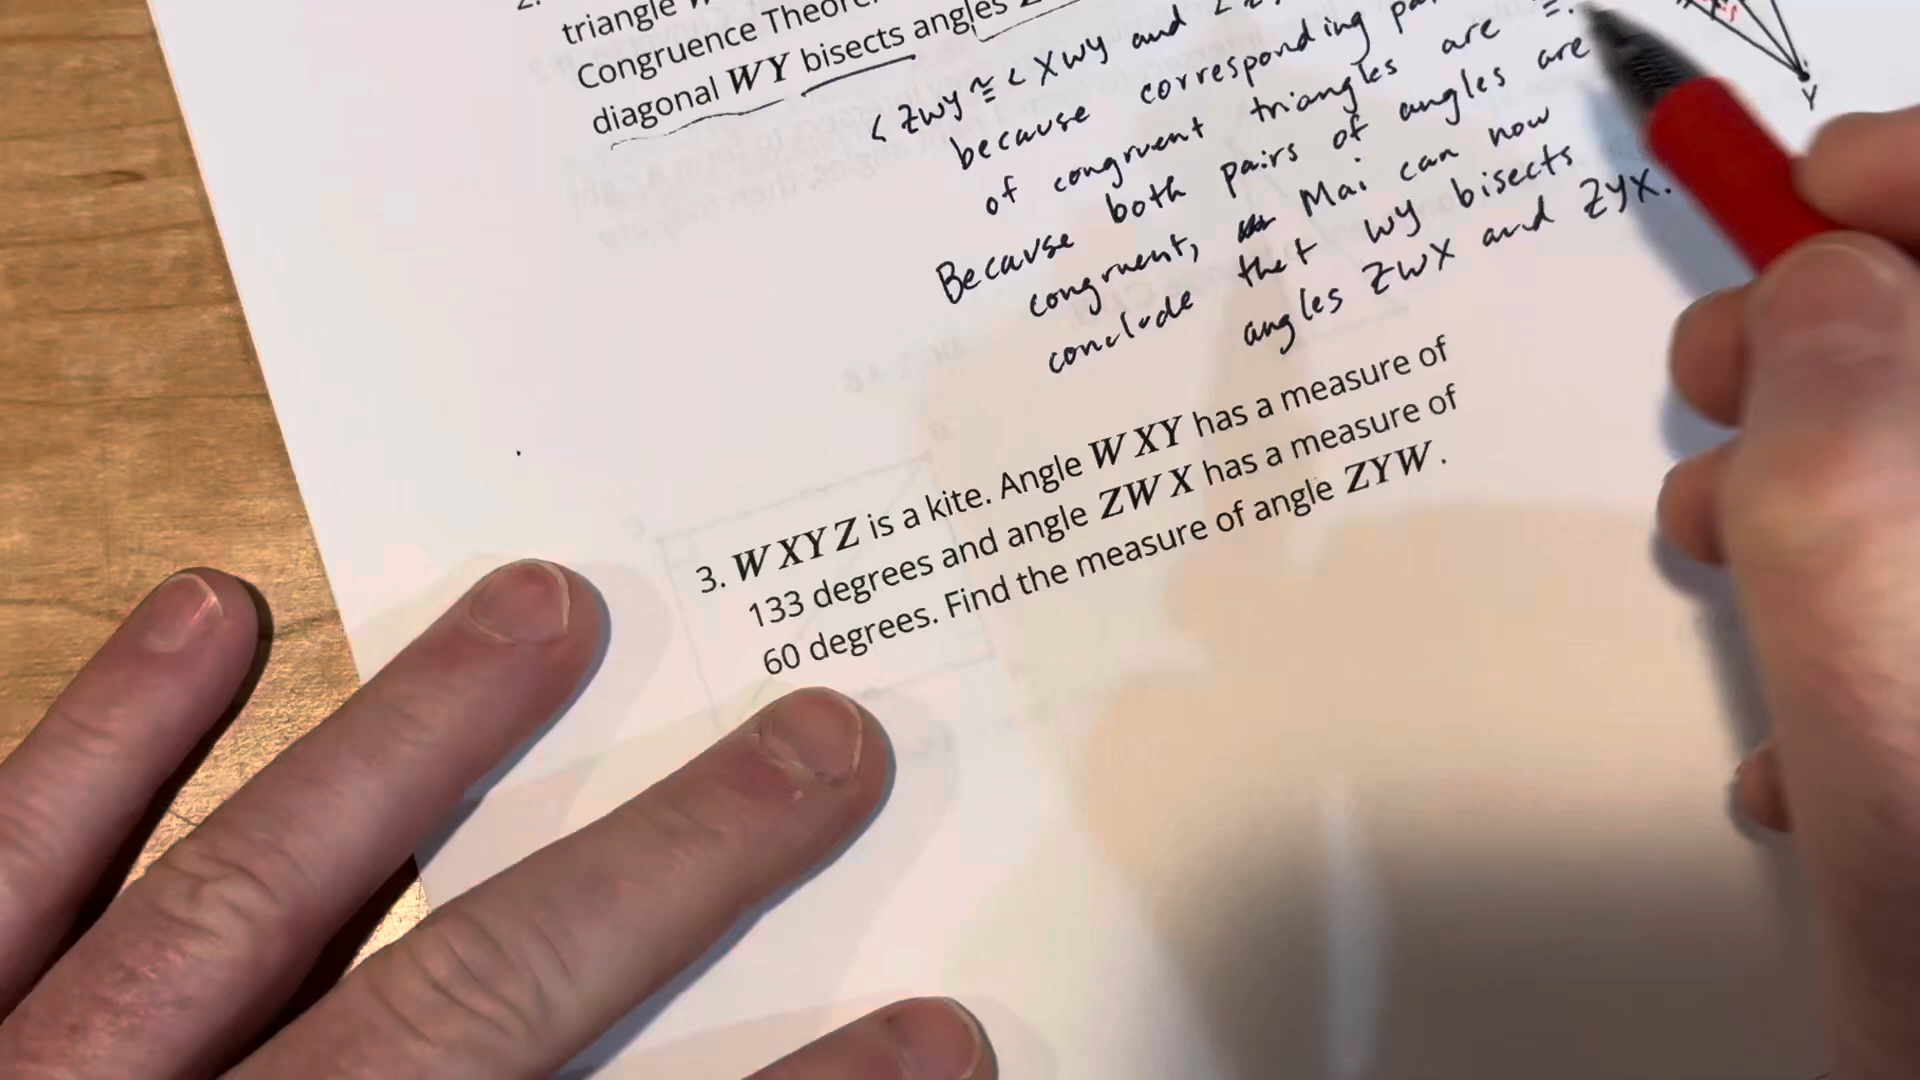 2.
triangle W
Congruence Theore
diagonal WY bisects angles Z
< ZWY ≅ < XWY and <
because corresponding pa
of congruent triangles are ≅.
Because both pairs of angles are
congruent, Mai can now
conclude that WY bisects
angles ZWX and ZYX.
Y
3. WXYZ is a kite. Angle WXY has a measure of
133 degrees and angle ZWX has a measure of
60 degrees. Find the measure of angle ZYW.